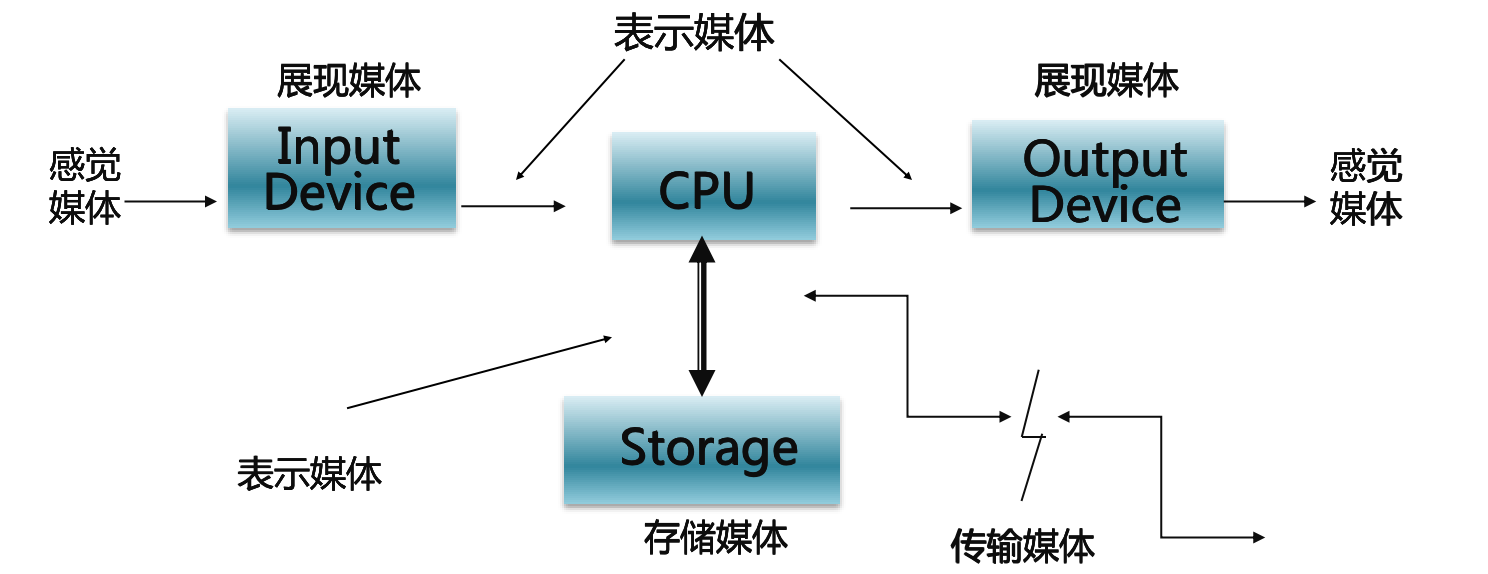 表示媒体
展现媒体
展现媒体
感觉
媒体
Input
Device
CPU
Output
Device
感觉
媒体
Storage
表示媒体
存储媒体
传输媒体